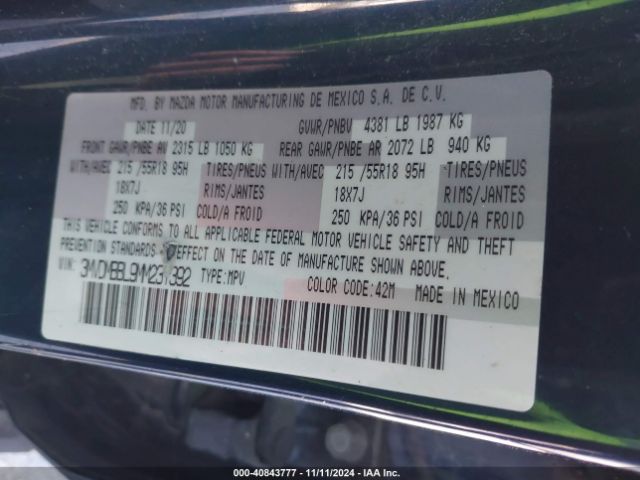 MFD. BY MAZDA MOTOR MANUFACTURING DE MEXICO S.A. DE C.V.
DATE 11/20 GVWR/PNBV 4381 LB 1987 KG
FRONT GAWR/PNBE AV 2315 LB 1050 KG REAR GAWR/PNBE AR 2072 LB 940 KG
WITH/AVEC 215 /55R18 95H TIRES/PNEUS WITH/AVEC 215 /55R18 95H TIRES/PNEUS
18X7J RIMS/JANTES 18X7J RIMS/JANTES
250 KPA/36 PSI COLD/A FROID 250 KPA/36 PSI COLD/A FROID
THIS VEHICLE CONFORMS TO ALL APPLICABLE FEDERAL MOTOR VEHICLE SAFETY AND THEFT
PREVENTION STANDARDS IN EFFECT ON THE DATE OF MANUFACTURE SHOWN ABOVE.
VIN: TYPE:MPV COLOR CODE:42M MADE IN MEXICO
000-40843777 - 11/11/2024 - IAA Inc.